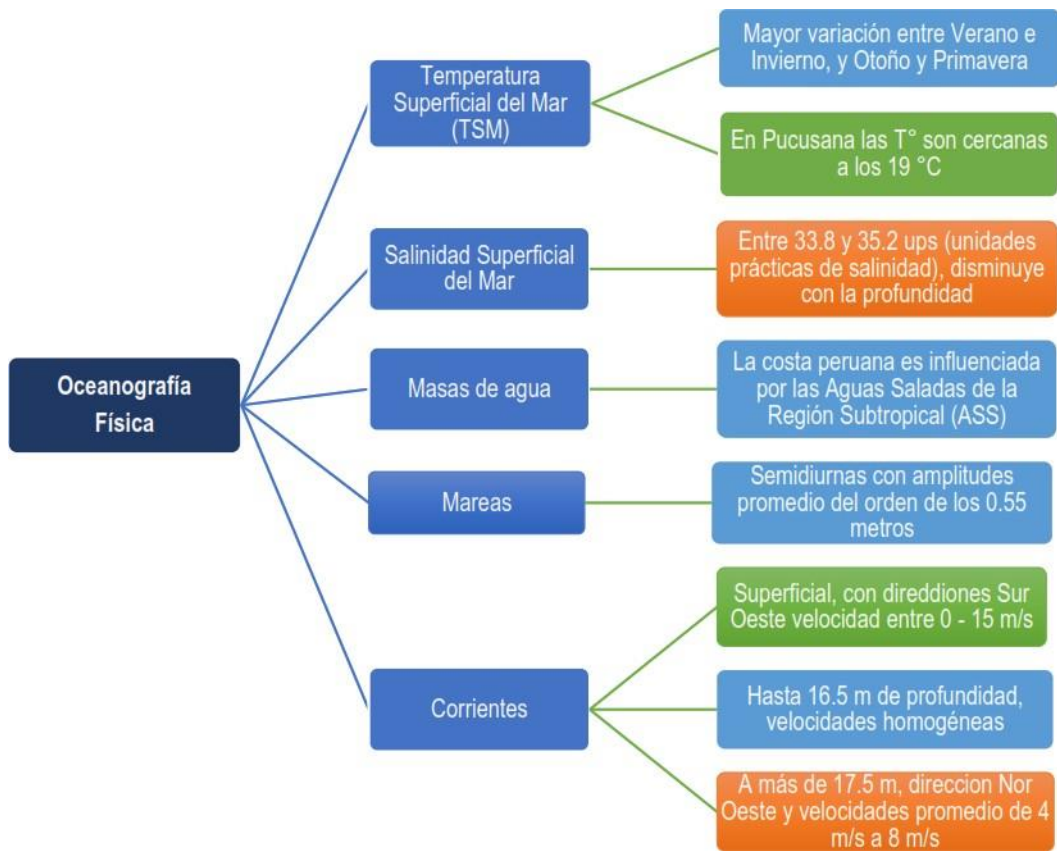 Oceanografía
Física
Temperatura
Superficial del Mar
(TSM)
Mayor variación entre Verano e
Invierno, y Otoño y Primavera
En Pucusana las T° son cercanas
a los 19 °C
Salinidad Superficial
del Mar
Entre 33.8 y 35.2 ups (unidades
prácticas de salinidad), disminuye
con la profundidad
Masas de agua
La costa peruana es influenciada
por las Aguas Saladas de la
Región Subtropical (ASS)
Mareas
Semidiurnas con amplitudes
promedio del orden de los 0.55
metros
Corrientes
Superficial, con direddiones Sur
Oeste velocidad entre 0 - 15 m/s
Hasta 16.5 m de profundidad,
velocidades homogéneas
A más de 17.5 m, direccion Nor
Oeste y velocidades promedio de 4
m/s a 8 m/s